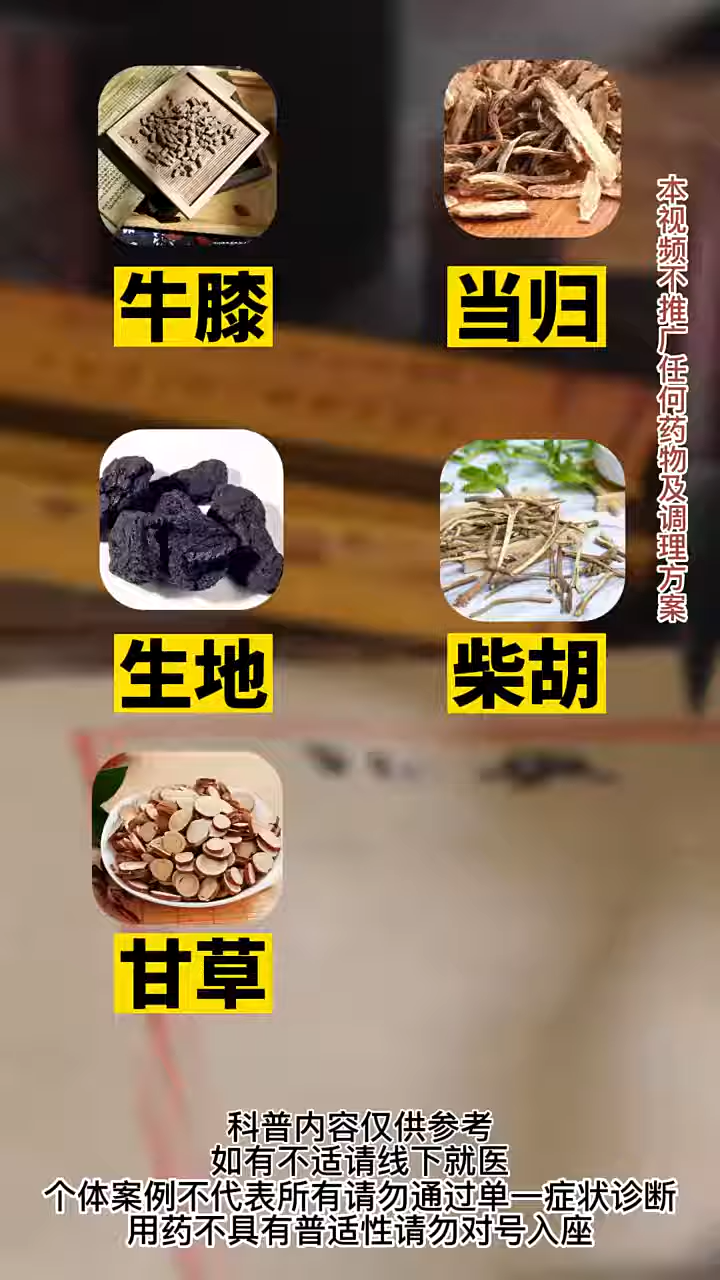 牛膝
当归
生地
柴胡
甘草
本视频不推广任何药物及调理方案
科普内容仅供参考
如有不适请线下就医
个体案例不代表所有请勿通过单一症状诊断
用药不具有普适性请勿对号入座